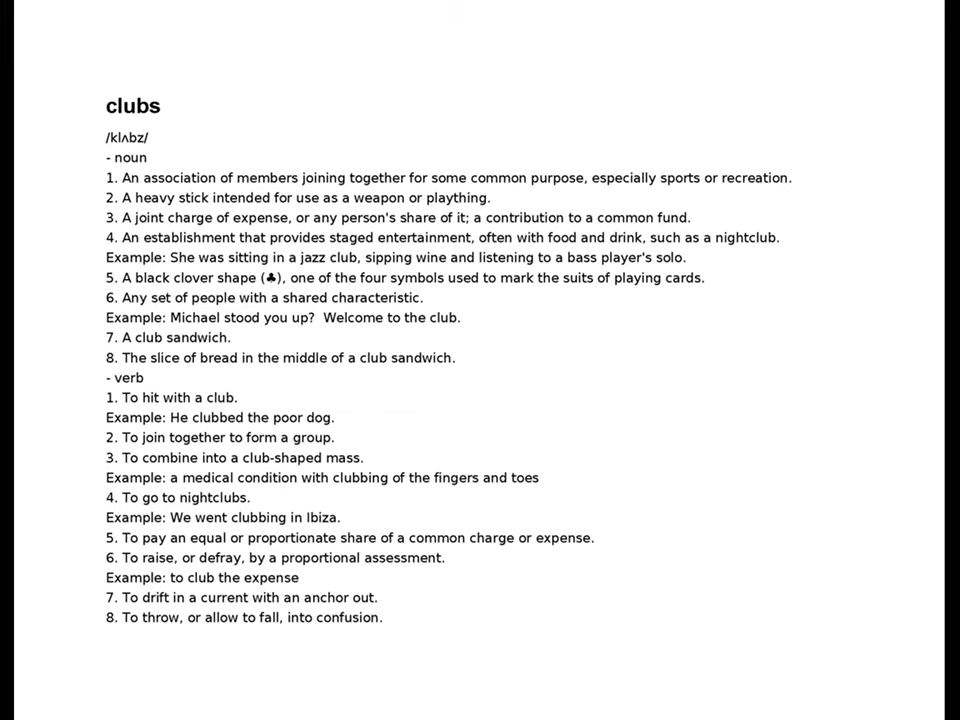 clubs
/klʌbz/
- noun
1. An association of members joining together for some common purpose, especially sports or recreation.
2. A heavy stick intended for use as a weapon or plaything.
3. A joint charge of expense, or any person's share of it; a contribution to a common fund.
4. An establishment that provides staged entertainment, often with food and drink, such as a nightclub.
Example: She was sitting in a jazz club, sipping wine and listening to a bass player's solo.
5. A black clover shape (♣), one of the four symbols used to mark the suits of playing cards.
6. Any set of people with a shared characteristic.
Example: Michael stood you up?  Welcome to the club.
7. A club sandwich.
8. The slice of bread in the middle of a club sandwich.
- verb
1. To hit with a club.
Example: He clubbed the poor dog.
2. To join together to form a group.
3. To combine into a club-shaped mass.
Example: a medical condition with clubbing of the fingers and toes
4. To go to nightclubs.
Example: We went clubbing in Ibiza.
5. To pay an equal or proportionate share of a common charge or expense.
6. To raise, or defray, by a proportional assessment.
Example: to club the expense
7. To drift in a current with an anchor out.
8. To throw, or allow to fall, into confusion.